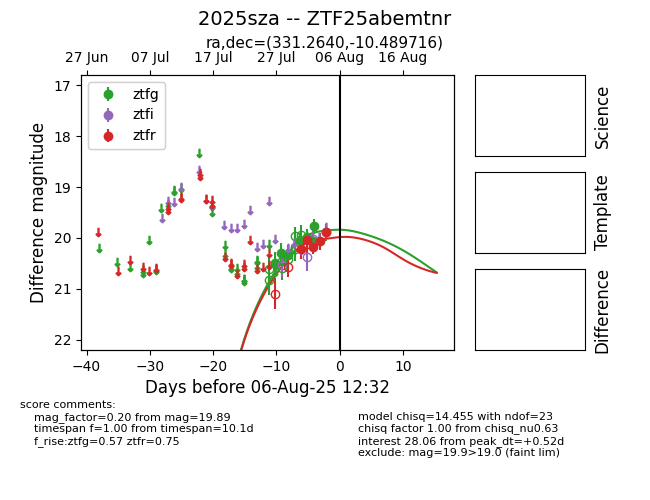 2025sza -- ZTF25abemtnr
ra,dec=(331.2640,-10.489716)
27 Jun 07 Jul 17 Jul 27 Jul 06 Aug 16 Aug
ztfg
ztfi
ztfr
17
18
19
20
21
22
Difference magnitude
−40 −30 −20 −10 0 10
Days before 06-Aug-25 12:32
Science
Template
Difference
score comments:
mag_factor=0.20 from mag=19.89
timespan f=1.00 from timespan=10.1d
f_rise:ztfg=0.57 ztfr=0.75
model chisq=14.455 with ndof=23
chisq factor 1.00 from chisq_nu0.63
interest 28.06 from peak_dt=+0.52d
exclude: mag=19.9>19.0 (faint lim)